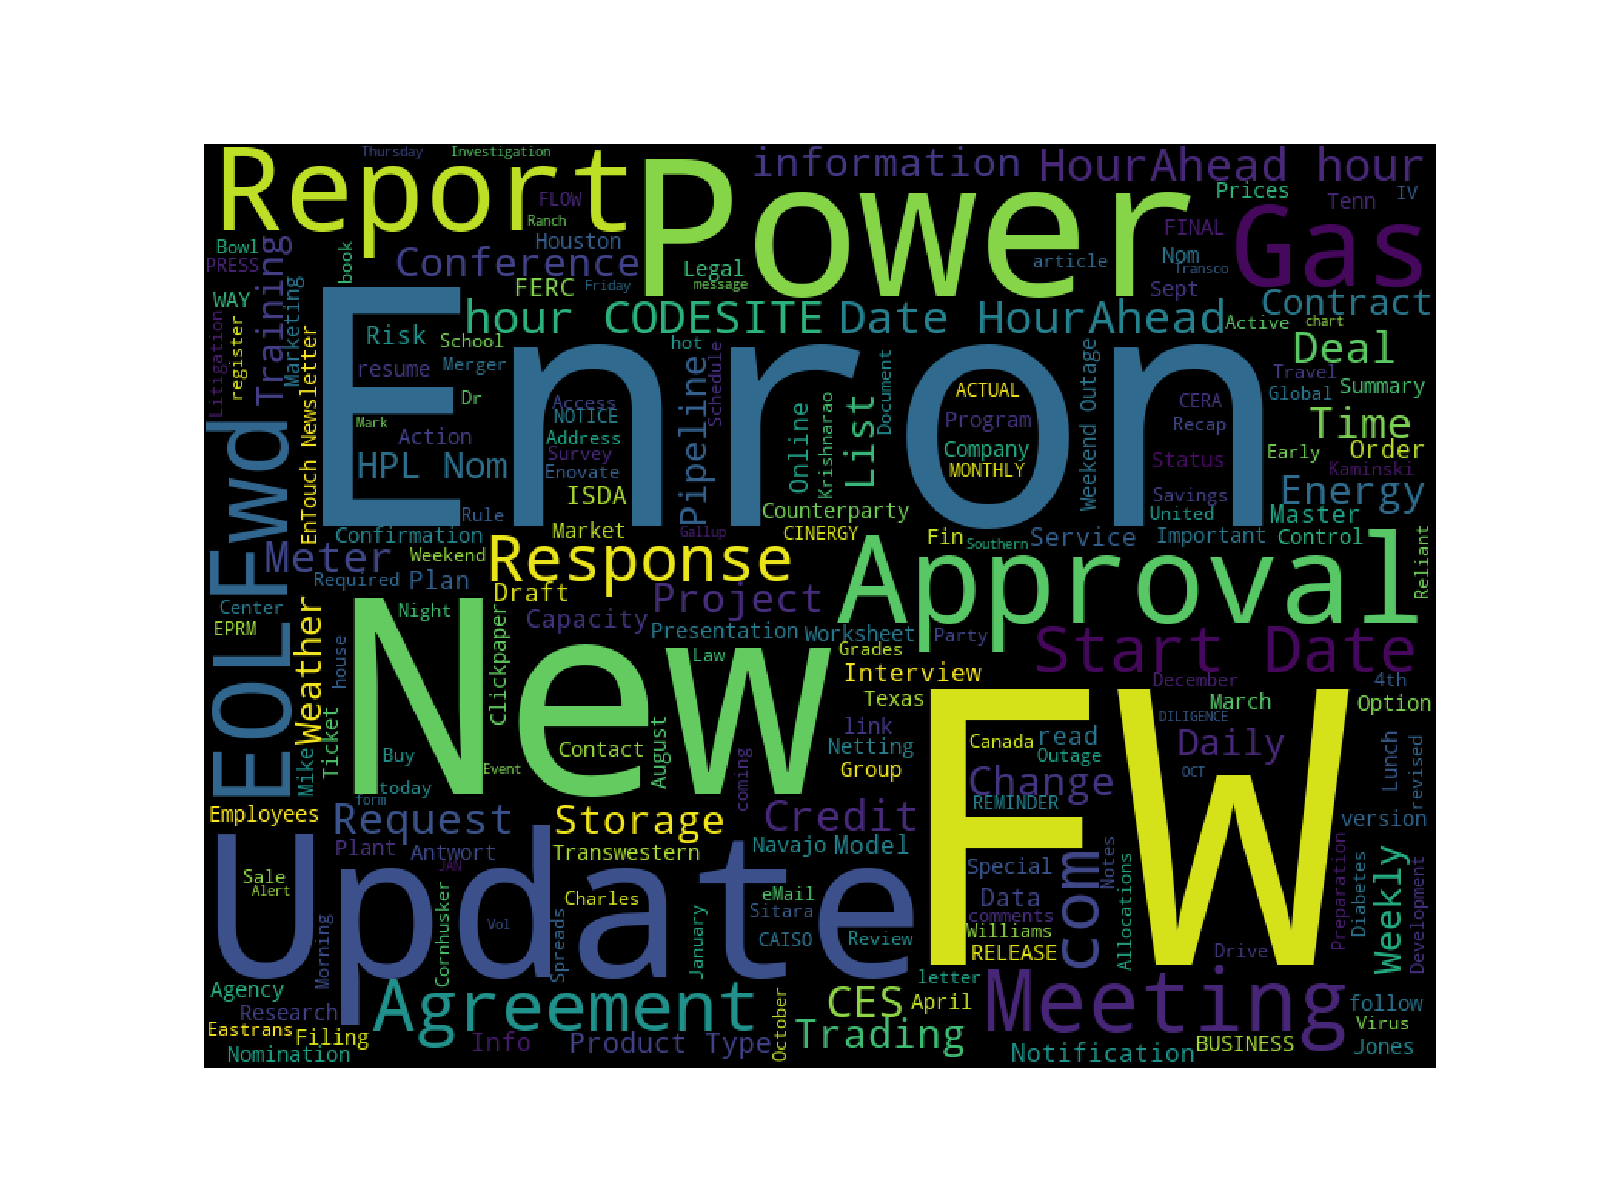 Thursday
Investigation
Report
Power
information
HourAhead hour
FLOW
Prices
Tenn
IV
Ranch
FINAL
Gas
Bowl
PRESS
Training
book
Houston
Conference
Legal
message
article
Nom
Transco
FERC
Friday
Sept
Contract
WAY
Marketing
hour CODESITE
Date HourAhead
Active
chart
Litigation
register
EnTouch Newsletter
Risk
School
hot
Schedule
Document
Weekend Outage
Deal
resume
Merger
Enron
Pipeline
Travel
Global
Summary
Dr
Access
NOTICE
ACTUAL
CERA
Mark
Action
Address
Online
Krishnarao
List
Program
Recap
Time
Fwd
HPL Nom
Survey
Enovate
Company
MONTHLY
Status
Early
Order
Kaminski
ISDA
Savings
Energy
Rule
Counterparty
United
Master
Confirmation
Market
Gallup
CINERGY
Fin
Southern
Service
Important
Control
Reliant
Meter
Weekend
Response
Approval
Required
Plan
Draft
Project
Center
EPRM
Weather
Night
Clickpaper
Capacity
Presentation
Worksheet
Party
Start Date
EOL
house
New
Law
Grades
Interview
December
4th
Texas
March
Option
Mike
Ticket
Buy
Contact
August
link
Netting
FW
DILIGENCE
Canada
read
Outage
Daily
Lunch
revised
Event
coming
Group
OCT
today
form
Change
REMINDER
Employees
Request
Storage
Credit
version
Update
Plant
Antwort
Transwestern
Navajo
Model
JAN
Special
com
Notes
Allocations
Preparation
Diabetes
Weekly
Development
Sale
Alert
Cornhusker
Charles
eMail
Data
Sitara
comments
Morning
Vol
Spreads
January
CAISO
Review
Williams
RELEASE
Drive
Agency
Agreement
October
CES
letter
April
Meeting
follow
Research
Eastrans
Filing
Info
Product Type
Trading
Virus
BUSINESS
Nomination
Notification
Jones